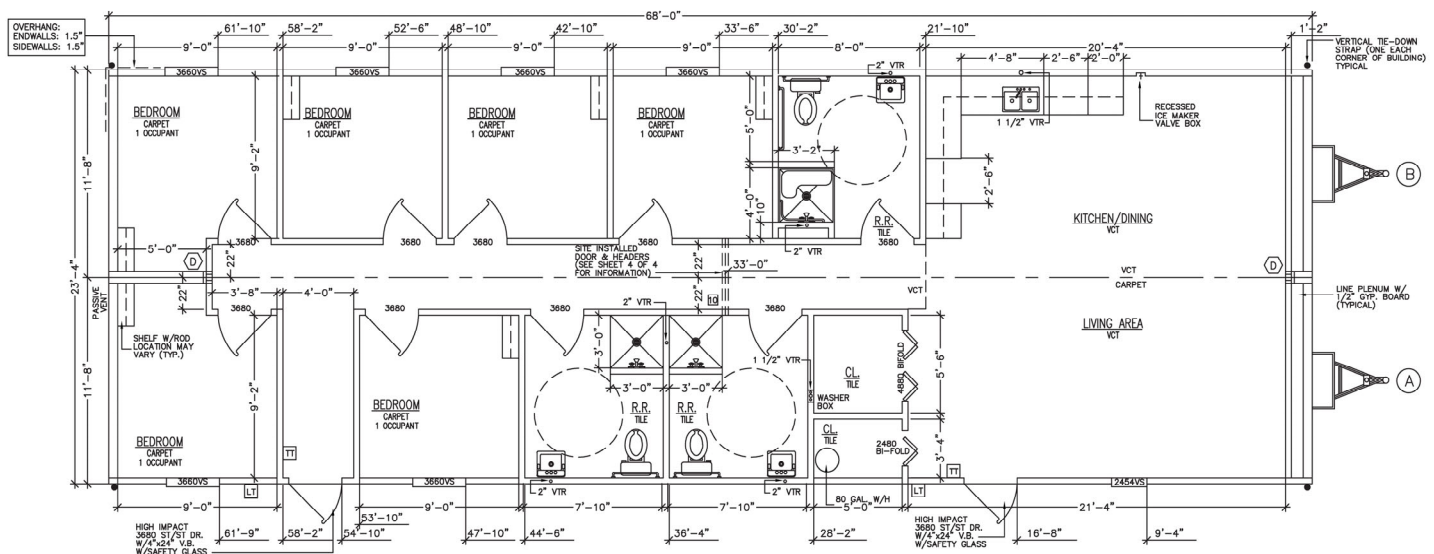 OVERHANG:
ENDWALLS: 1.5"
SIDEWALLS: 1.5"
68'-0"
61'-10"
58'-2"
52'-6"
48'-10"
42'-10"
33'-6"
30'-2"
21'-10"
1'-2"
9'-0"
9'-0"
9'-0"
9'-0"
8'-0"
20'-4"
VERTICAL TIE-DOWN
STRAP (ONE EACH
CORNER OF BUILDING)
TYPICAL
3660VS
3660VS
3660VS
3660VS
2" VTR
4'-8"
2'-6"
2'-0"
BEDROOM
CARPET
1 OCCUPANT
BEDROOM
CARPET
1 OCCUPANT
BEDROOM
CARPET
1 OCCUPANT
BEDROOM
CARPET
1 OCCUPANT
1 1/2" VTR
RECESSED
ICE MAKER
VALVE BOX
5'-0"
3'-2"
9'-2"
11'-8"
4'-0"
10"
2'-6"
B
R.R.
TILE
KITCHEN/DINING
VCT
3680
3680
3680
3680
3680
2" VTR
5'-0"
D
22"
SITE INSTALLED
DOOR & HEADERS
(SEE SHEET 4 OF 4
FOR INFORMATION)
22"
33'-0"
D
VCT
CARPET
23'-4"
PASSIVE
VENT
22"
3'-8"
4'-0"
22"
10
VCT
LINE PLENUM W/
1/2" GYP. BOARD
(TYPICAL)
3680
3680
3680
3680
2" VTR
LIVING AREA
VCT
SHELF W/ROD
LOCATION MAY
VARY (TYP.)
3'-0"
1 1/2" VTR
CL.
TILE
4880 BIFOLD
5'-6"
3'-0"
3'-0"
WASHER
BOX
A
11'-8"
9'-2"
BEDROOM
CARPET
1 OCCUPANT
R.R.
TILE
R.R.
TILE
CL.
TILE
2480
BI-FOLD
3'-4"
BEDROOM
CARPET
1 OCCUPANT
TT
TT
3660VS
LT
3660VS
2" VTR
2" VTR
80 GAL. W/H
LT
2454VS
9'-0"
9'-0"
7'-10"
7'-10"
5'-0"
21'-4"
HIGH IMPACT
3680 ST/ST DR.
W/4"x24" V.B.
W/SAFETY GLASS
61'-9"
58'-2"
54'-10"
53'-10"
47'-10"
44'-6"
36'-4"
28'-2"
HIGH IMPACT
3680 ST/ST DR.
W/4"x24" V.B.
W/SAFETY GLASS
16'-8"
9'-4"